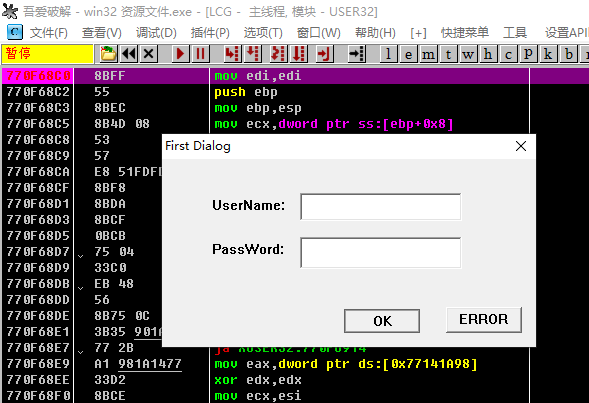 吾爱破解 - win32 资源文件.exe - [LCG - 主线程, 模块 - USER32]
C 文件(F) 查看(V) 调试(D) 插件(P) 选项(T) 窗口(W) 帮助(H) [+] 快捷菜单 工具 设置API
暂停 l e m t w h c p k b
770F68C0 8BFF mov edi,edi
770F68C2 55 push ebp
770F68C3 8BEC mov ebp,esp
770F68C5 8B4D 08 mov ecx,dword ptr ss:[ebp+0x8]
770F68C8 53
770F68C9 57
770F68CA E8 51FDFD
770F68CF 8BF8
770F68D1 8BDA
770F68D3 8BCF
770F68D5 0BCB
770F68D7 75 04
770F68D9 33C0
770F68DB EB 48
770F68DD 56
770F68DE 8B75 0C
770F68E1 3B35 901A
770F68E7 77 2B ja XUSER32.770F6914
770F68E9 A1 981A1477 mov eax,dword ptr ds:[0x77141A98]
770F68EE 33D2 xor edx,edx
770F68F0 8BCE mov ecx,esi
First Dialog
UserName:
PassWord:
OK ERROR